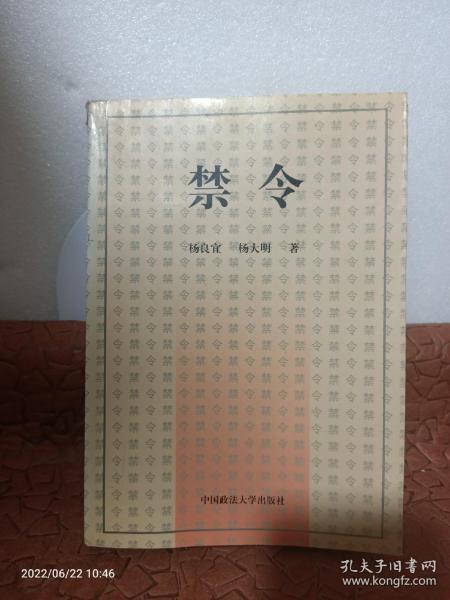 禁令
杨良宜 杨大明 著
中国政法大学出版社
2022/06/22 10:46
孔夫子旧书网
www.kongfz.com